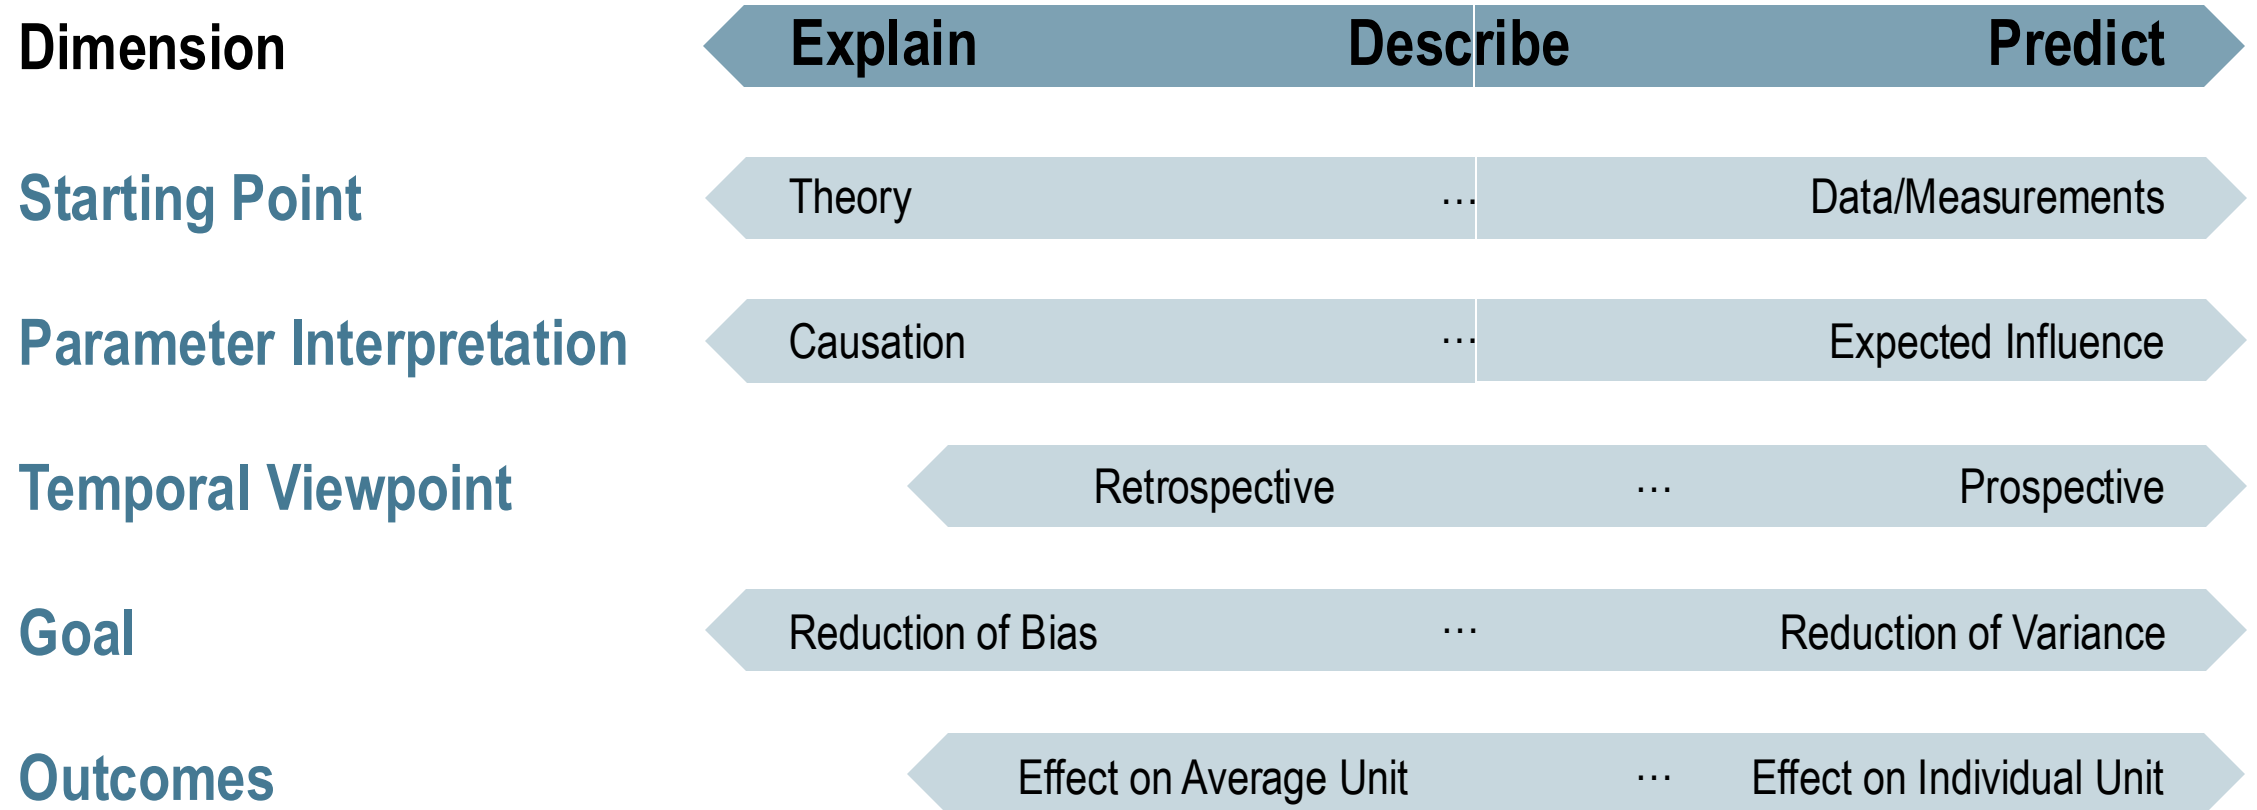 Dimension Explain Describe Predict
Starting Point Theory … Data/Measurements
Parameter Interpretation Causation … Expected Influence
Temporal Viewpoint Retrospective … Prospective
Goal Reduction of Bias … Reduction of Variance
Outcomes Effect on Average Unit … Effect on Individual Unit